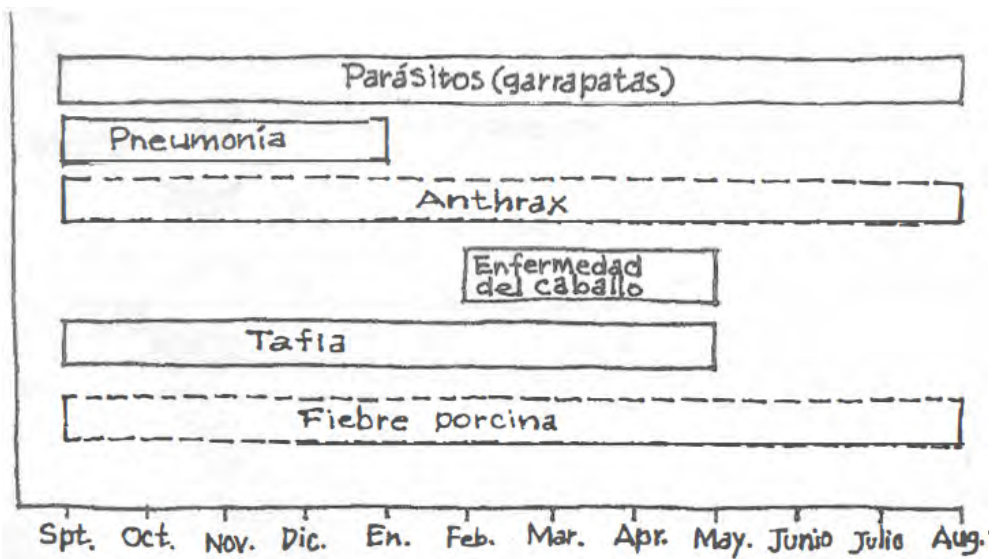 Parásitos (garrapatas)
Pneumonía
Anthrax
Enfermedad
del caballo
Tafia
Fiebre porcina
Spt. Oct. Nov. Dic. En. Feb. Mar. Apr. May. Junio Julio Aug.